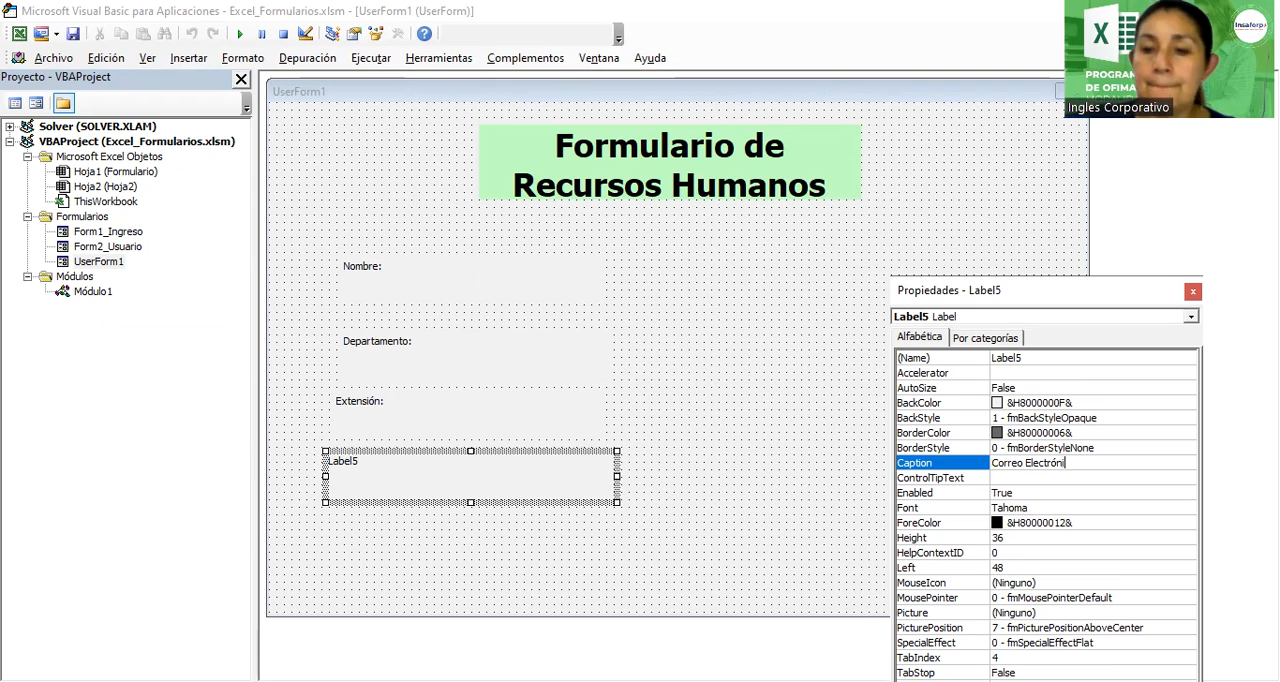 Microsoft Visual Basic para Aplicaciones - Excel_Formularios.xlsm - [UserForm1 (UserForm)]
Archivo Edición Ver Insertar Formato Depuración Ejecutar Herramientas Complementos Ventana Ayuda
Proyecto - VBAProject
Solver (SOLVER.XLAM)
VBAProject (Excel_Formularios.xlsm)
Microsoft Excel Objetos
Hoja1 (Formulario)
Hoja2 (Hoja2)
ThisWorkbook
Formularios
Form1_Ingreso
Form2_Usuario
UserForm1
Módulos
Módulo1
UserForm1
Formulario de
Recursos Humanos
Nombre:
Departamento:
Extensión:
Label5
Propiedades - Label5
Label5 Label
Alfabética Por categorías
(Name) Label5
Accelerator
AutoSize False
BackColor &H8000000F&
BackStyle 1 - fmBackStyleOpaque
BorderColor &H80000006&
BorderStyle 0 - fmBorderStyleNone
Caption Correo Electróni
ControlTipText
Enabled True
Font Tahoma
ForeColor &H80000012&
Height 36
HelpContextID 0
Left 48
MouseIcon (Ninguno)
MousePointer 0 - fmMousePointerDefault
Picture (Ninguno)
PicturePosition 7 - fmPicturePositionAboveCenter
SpecialEffect 0 - fmSpecialEffectFlat
TabIndex 4
TabStop False
X
Insaforp
DE OFIMA
Ingles Corporativo